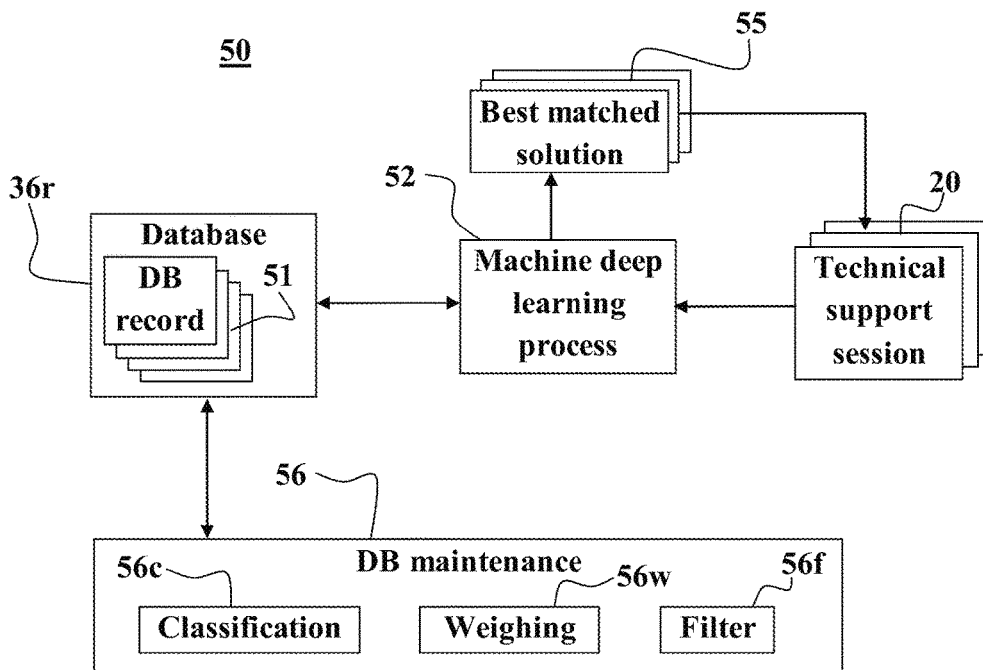 50
55
Best matched
solution
36r
52
20
Database
DB
record
51
Machine deep
learning
process
Technical
support
session
56
DB maintenance
56c
56w
56f
Classification
Weighing
Filter